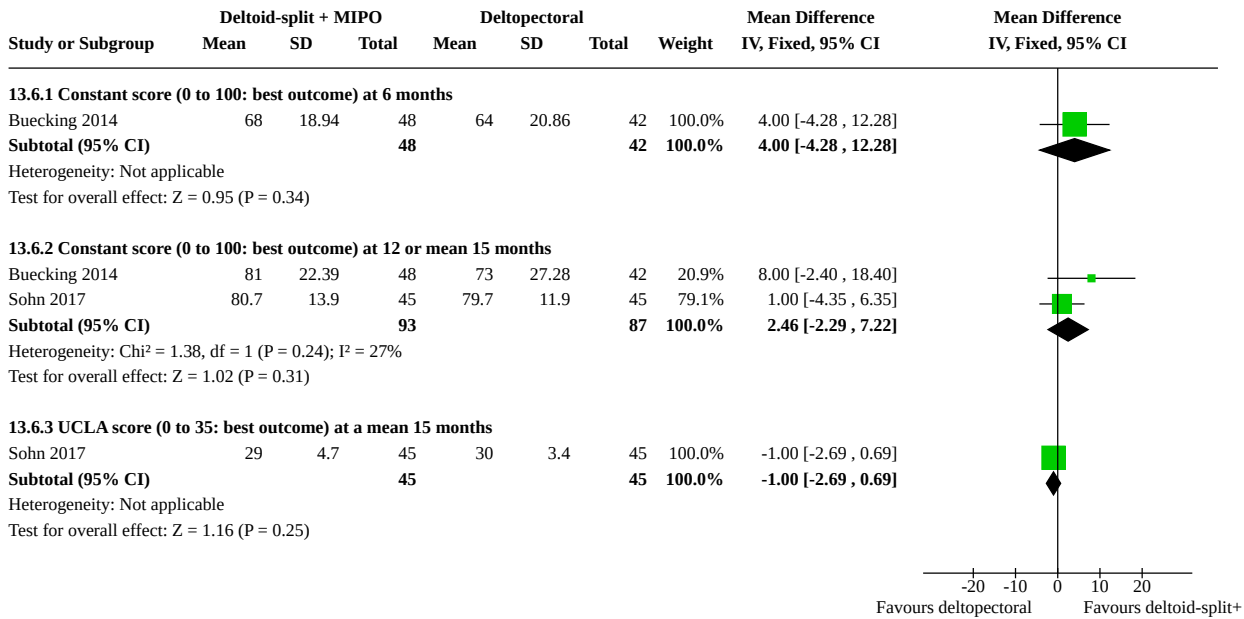 Deltoid-split + MIPO Deltopectoral Mean Difference Mean Difference
Study or Subgroup Mean SD Total Mean SD Total Weight IV, Fixed, 95% CI IV, Fixed, 95% CI
13.6.1 Constant score (0 to 100: best outcome) at 6 months
Buecking 2014 68 18.94 48 64 20.86 42 100.0% 4.00 [-4.28 , 12.28]
Subtotal (95% CI) 48 42 100.0% 4.00 [-4.28 , 12.28]
Heterogeneity: Not applicable
Test for overall effect: Z = 0.95 (P = 0.34)
13.6.2 Constant score (0 to 100: best outcome) at 12 or mean 15 months
Buecking 2014 81 22.39 48 73 27.28 42 20.9% 8.00 [-2.40 , 18.40]
Sohn 2017 80.7 13.9 45 79.7 11.9 45 79.1% 1.00 [-4.35 , 6.35]
Subtotal (95% CI) 93 87 100.0% 2.46 [-2.29 , 7.22]
Heterogeneity: Chi² = 1.38, df = 1 (P = 0.24); I² = 27%
Test for overall effect: Z = 1.02 (P = 0.31)
13.6.3 UCLA score (0 to 35: best outcome) at a mean 15 months
Sohn 2017 29 4.7 45 30 3.4 45 100.0% -1.00 [-2.69 , 0.69]
Subtotal (95% CI) 45 45 100.0% -1.00 [-2.69 , 0.69]
Heterogeneity: Not applicable
Test for overall effect: Z = 1.16 (P = 0.25)
-20 -10 0 10 20
Favours deltopectoral Favours deltoid-split+